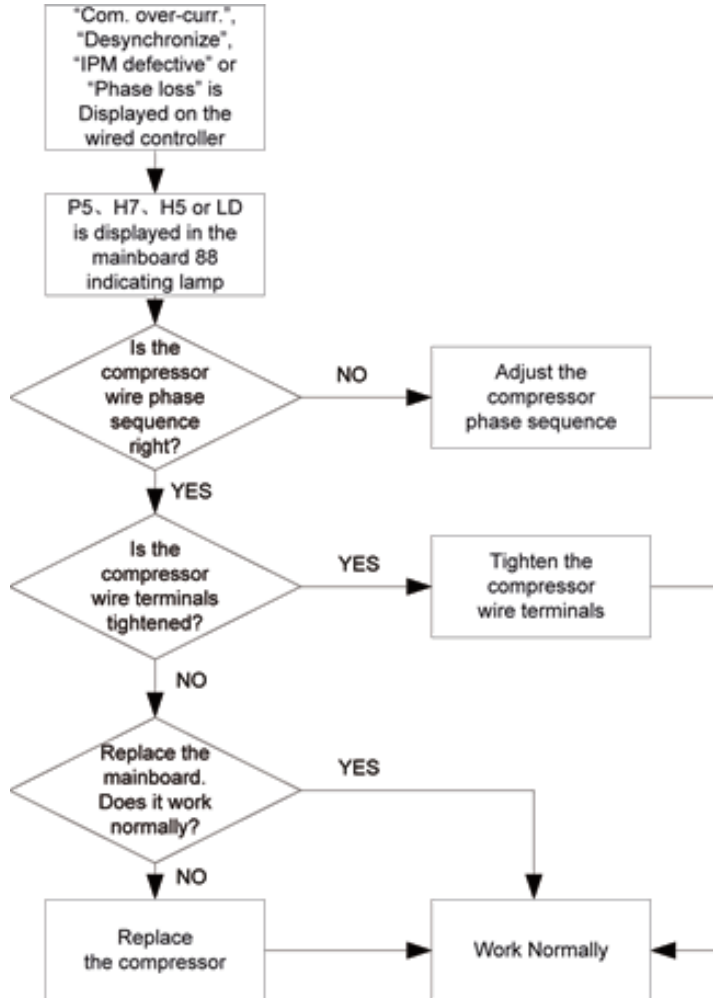 “Com. over-curr.”,
“Desynchronize”,
“IPM defective” or
“Phase loss” is
Displayed on the
wired controller
P5、H7、H5 or LD
is displayed in the
mainboard 88
indicating lamp
Is the
compressor
wire phase
sequence
right?
NO
Adjust the
compressor
phase sequence
YES
Is the
compressor
wire terminals
tightened?
YES
Tighten the
compressor
wire terminals
NO
Replace the
mainboard.
Does it work
normally?
YES
NO
Replace
the compressor
Work Normally